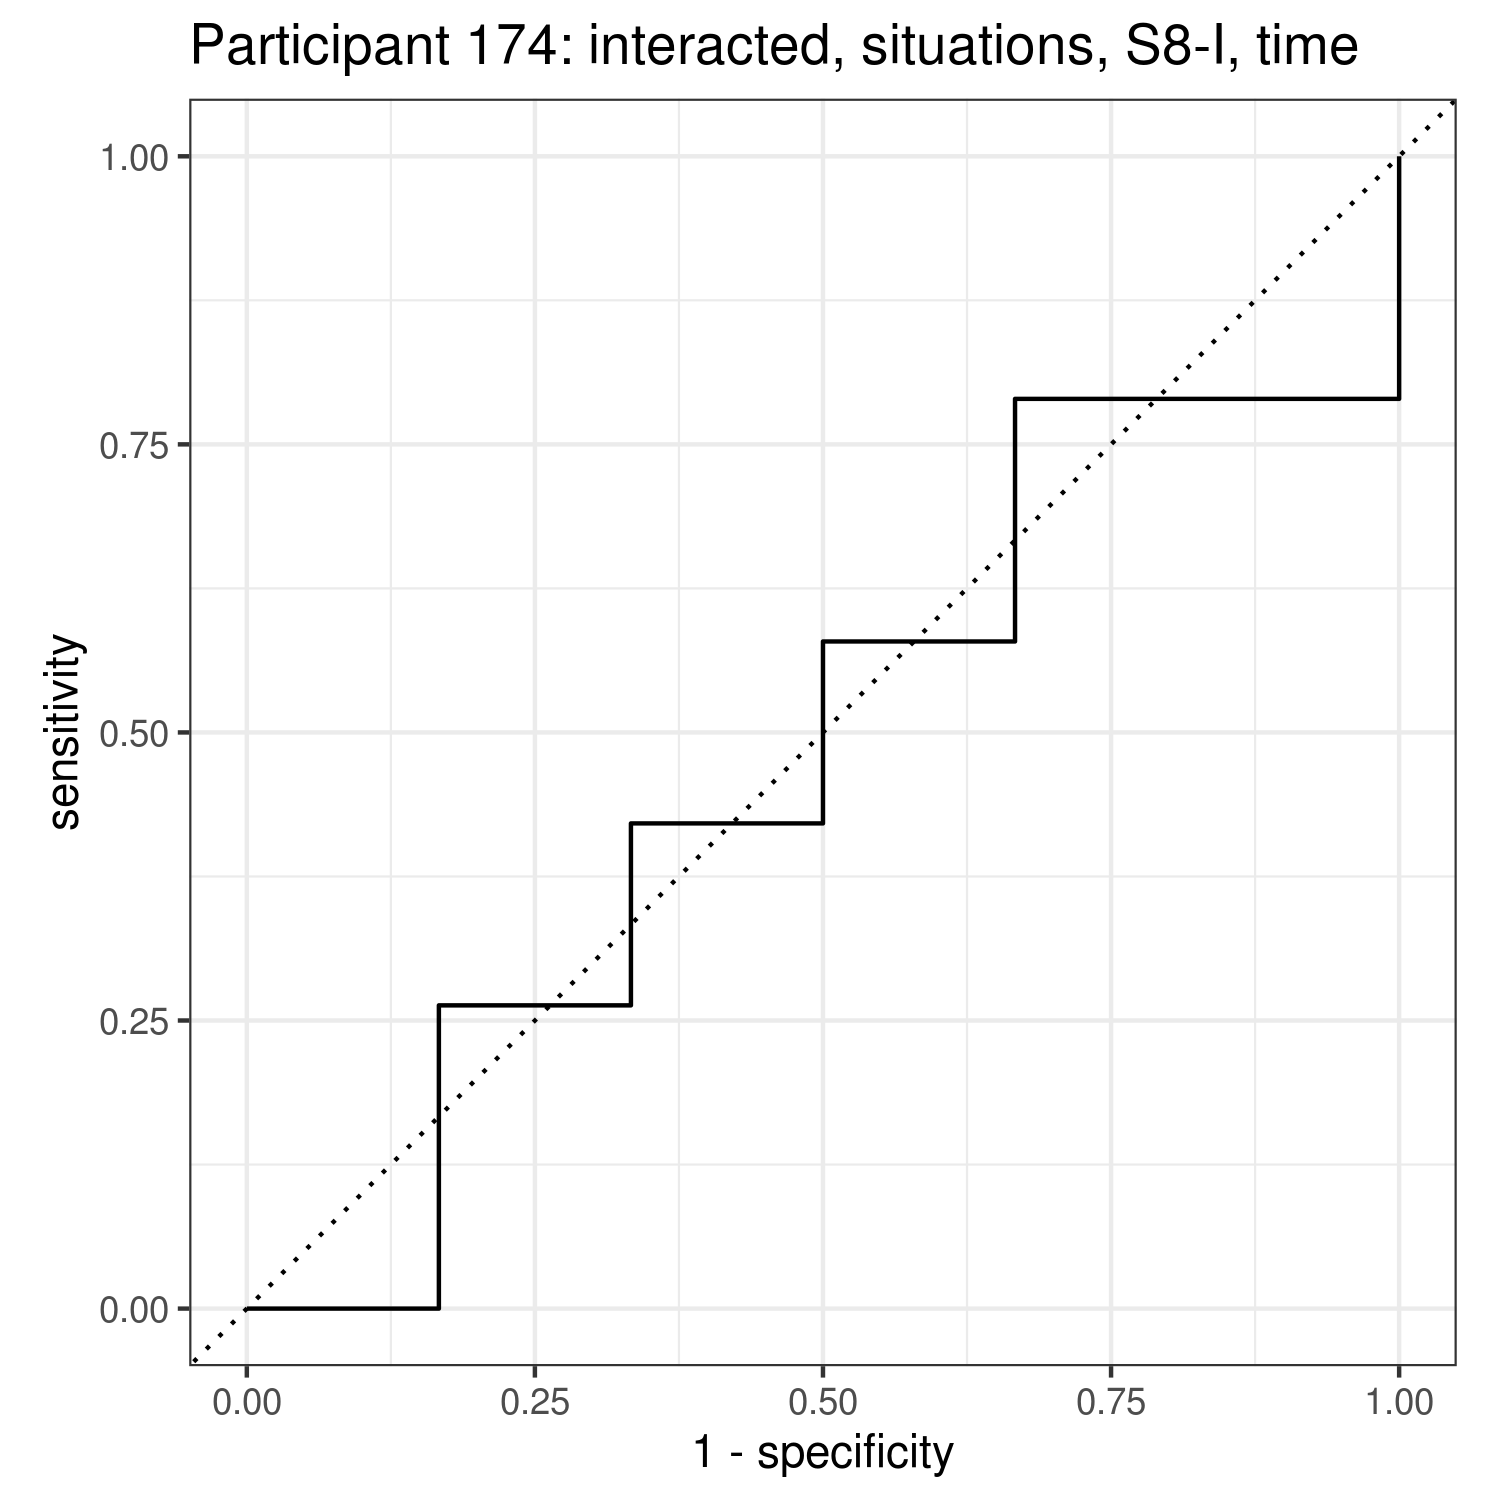 Participant 174: interacted, situations, S8-I, time
sensitivity
1.00
0.75
0.50
0.25
0.00
0.00 0.25 0.50 0.75 1.00
1 - specificity